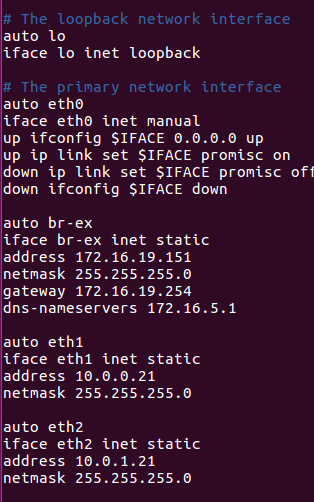 # The loopback network interface
auto lo
iface lo inet loopback
# The primary network interface
auto eth0
iface eth0 inet manual
up ifconfig $IFACE 0.0.0.0 up
up ip link set $IFACE promisc on
down ip link set $IFACE promisc off
down ifconfig $IFACE down
auto br-ex
iface br-ex inet static
address 172.16.19.151
netmask 255.255.255.0
gateway 172.16.19.254
dns-nameservers 172.16.5.1
auto eth1
iface eth1 inet static
address 10.0.0.21
netmask 255.255.255.0
auto eth2
iface eth2 inet static
address 10.0.1.21
netmask 255.255.255.0